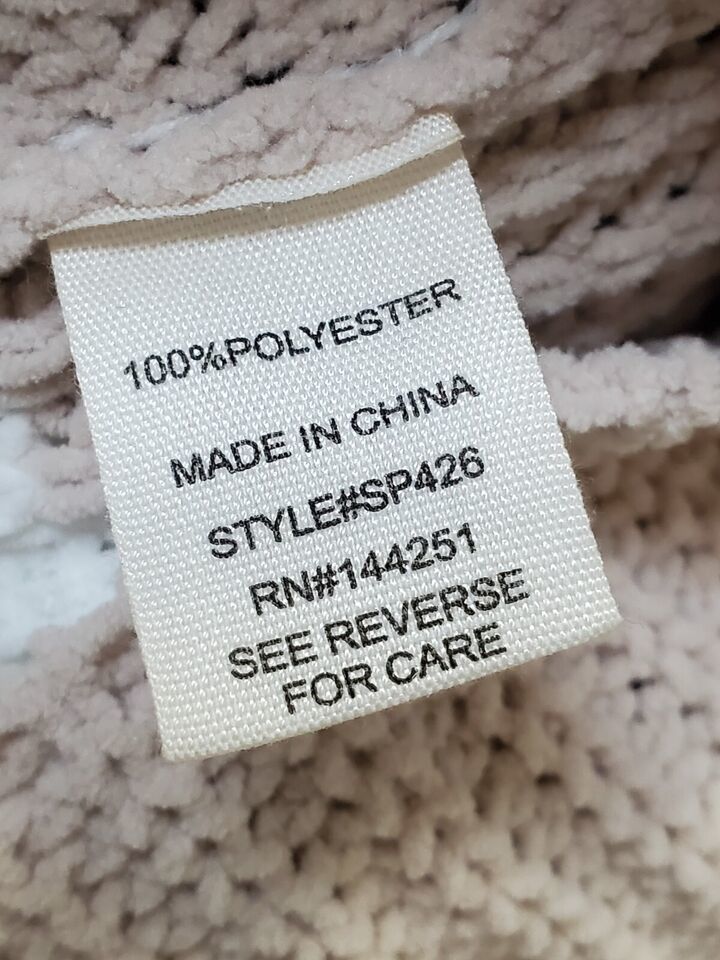 100%POLYESTER
MADE IN CHINA
STYLE#SP426
RN#144251
SEE REVERSE
FOR CARE